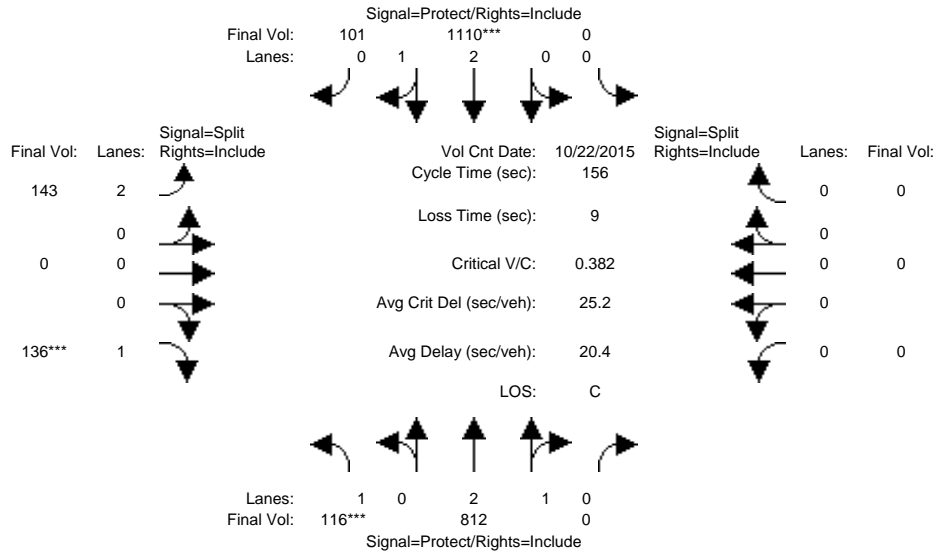 Signal=Protect/Rights=Include
Final Vol: 101 1110*** 0
Lanes: 0 1 2 0 0
Signal=Split
Final Vol: Lanes: Rights=Include
Vol Cnt Date: 10/22/2015
Signal=Split
Rights=Include Lanes: Final Vol:
Cycle Time (sec): 156
143 2
0 0
Loss Time (sec): 9
0
0
0 0
Critical V/C: 0.382
0 0
0
Avg Crit Del (sec/veh): 25.2
0
136*** 1
Avg Delay (sec/veh): 20.4
0 0
LOS: C
Lanes: 1 0 2 1 0
Final Vol: 116*** 812 0
Signal=Protect/Rights=Include